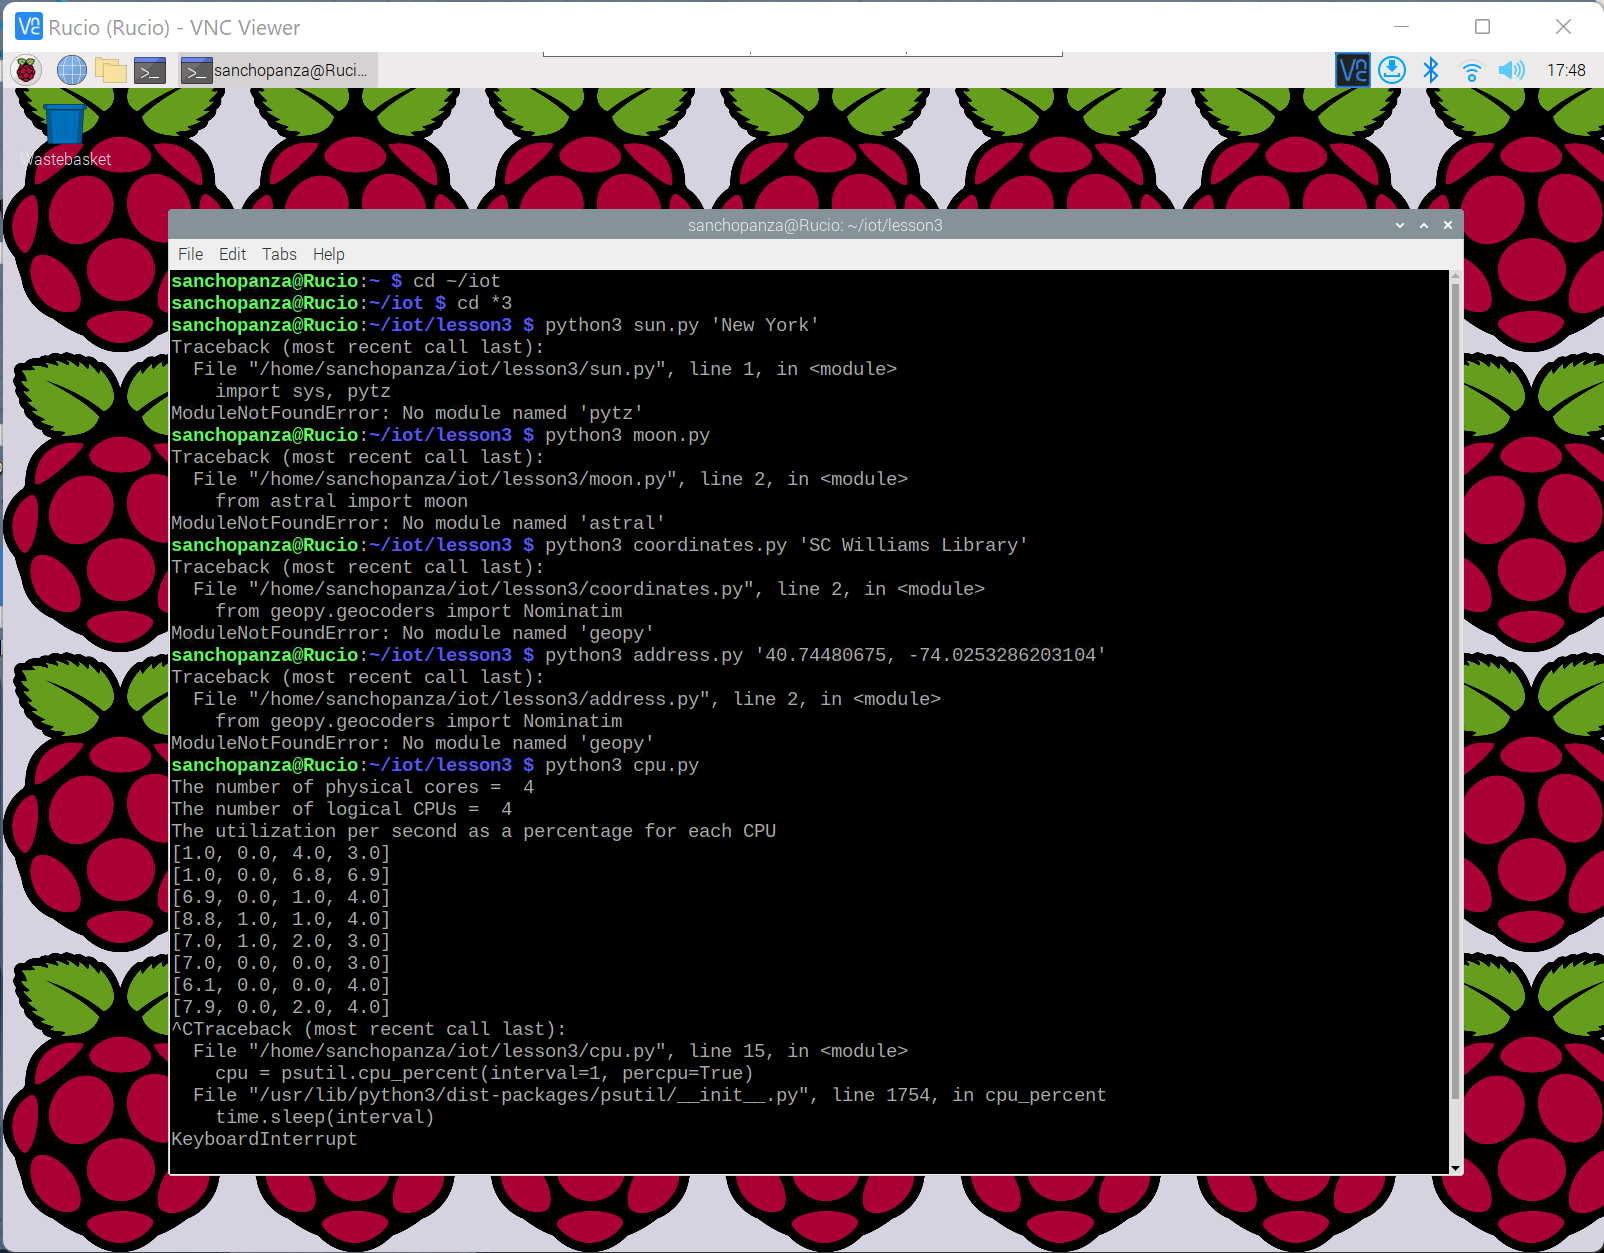 Rucio (Rucio) - VNC Viewer
sanchopanza@Ruci...
17:48
Wastebasket
sanchopanza@Rucio: ~/iot/lesson3
File Edit Tabs Help
sanchopanza@Rucio:~ $ cd ~/iot
sanchopanza@Rucio:~/iot $ cd *3
sanchopanza@Rucio:~/iot/lesson3 $ python3 sun.py 'New York'
Traceback (most recent call last):
  File "/home/sanchopanza/iot/lesson3/sun.py", line 1, in <module>
    import sys, pytz
ModuleNotFoundError: No module named 'pytz'
sanchopanza@Rucio:~/iot/lesson3 $ python3 moon.py
Traceback (most recent call last):
  File "/home/sanchopanza/iot/lesson3/moon.py", line 2, in <module>
    from astral import moon
ModuleNotFoundError: No module named 'astral'
sanchopanza@Rucio:~/iot/lesson3 $ python3 coordinates.py 'SC Williams Library'
Traceback (most recent call last):
  File "/home/sanchopanza/iot/lesson3/coordinates.py", line 2, in <module>
    from geopy.geocoders import Nominatim
ModuleNotFoundError: No module named 'geopy'
sanchopanza@Rucio:~/iot/lesson3 $ python3 address.py '40.74480675, -74.0253286203104'
Traceback (most recent call last):
  File "/home/sanchopanza/iot/lesson3/address.py", line 2, in <module>
    from geopy.geocoders import Nominatim
ModuleNotFoundError: No module named 'geopy'
sanchopanza@Rucio:~/iot/lesson3 $ python3 cpu.py
The number of physical cores =  4
The number of logical CPUs =  4
The utilization per second as a percentage for each CPU
[1.0, 0.0, 4.0, 3.0]
[1.0, 0.0, 6.8, 6.9]
[6.9, 0.0, 1.0, 4.0]
[8.8, 1.0, 1.0, 4.0]
[7.0, 1.0, 2.0, 3.0]
[7.0, 0.0, 0.0, 3.0]
[6.1, 0.0, 0.0, 4.0]
[7.9, 0.0, 2.0, 4.0]
^CTraceback (most recent call last):
  File "/home/sanchopanza/iot/lesson3/cpu.py", line 15, in <module>
    cpu = psutil.cpu_percent(interval=1, percpu=True)
  File "/usr/lib/python3/dist-packages/psutil/__init__.py", line 1754, in cpu_percent
    time.sleep(interval)
KeyboardInterrupt